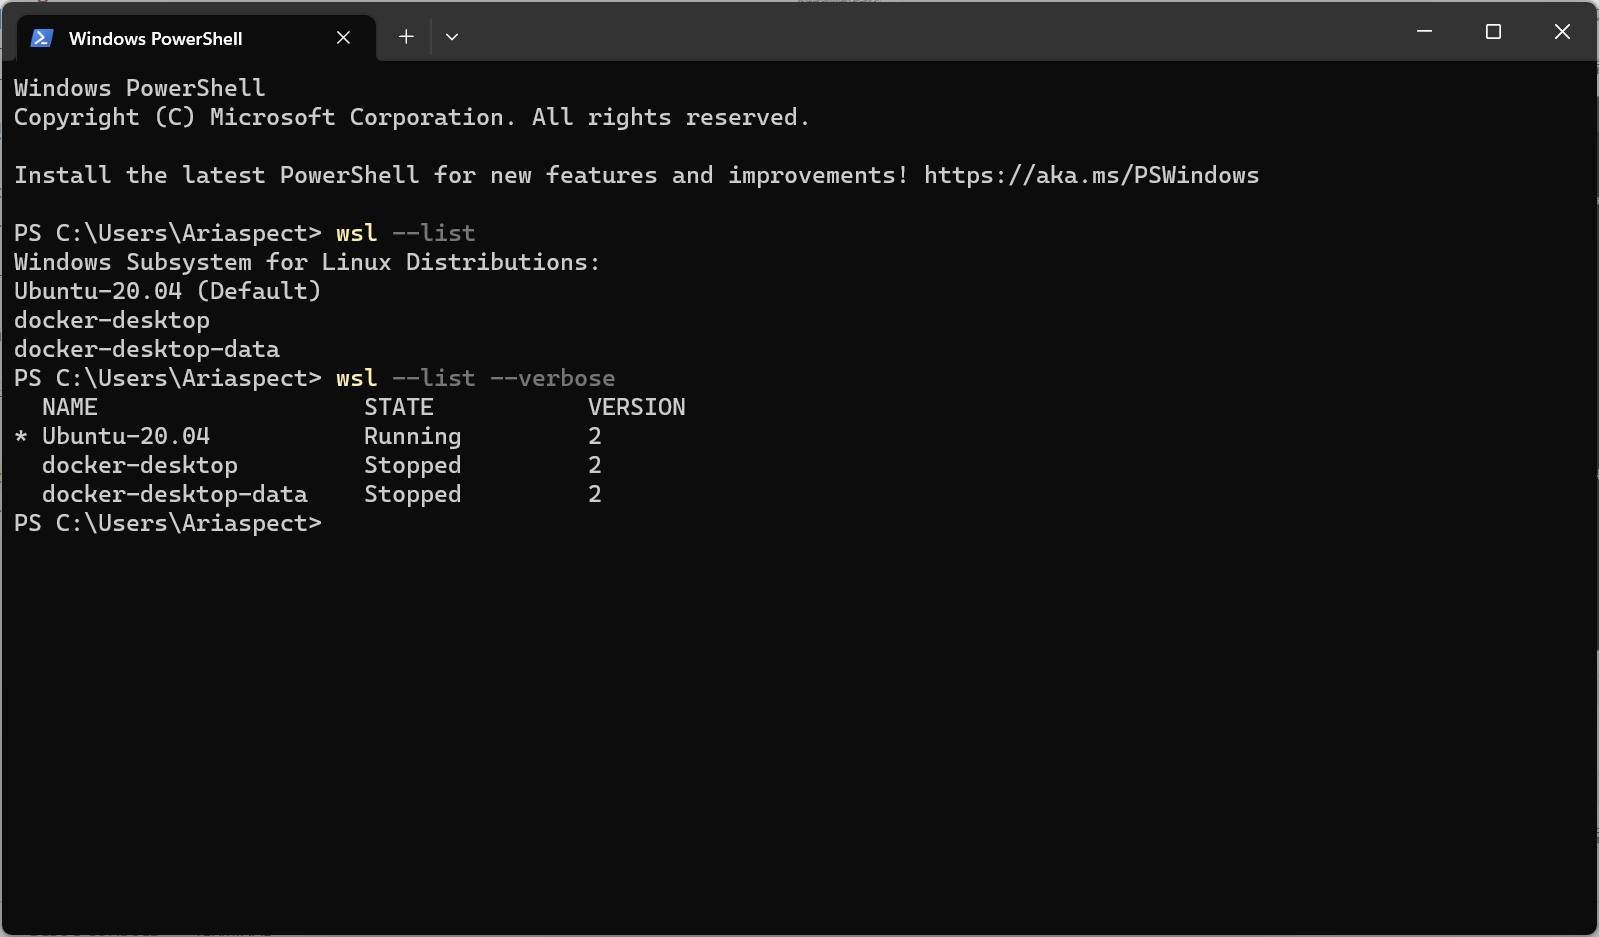 Windows PowerShell
Windows PowerShell
Copyright (C) Microsoft Corporation. All rights reserved.
Install the latest PowerShell for new features and improvements! https://aka.ms/PSWindows
PS C:\Users\Ariaspect> wsl --list
Windows Subsystem for Linux Distributions:
Ubuntu-20.04 (Default)
docker-desktop
docker-desktop-data
PS C:\Users\Ariaspect> wsl --list --verbose
  NAME                   STATE           VERSION
* Ubuntu-20.04           Running         2
  docker-desktop         Stopped         2
  docker-desktop-data    Stopped         2
PS C:\Users\Ariaspect>